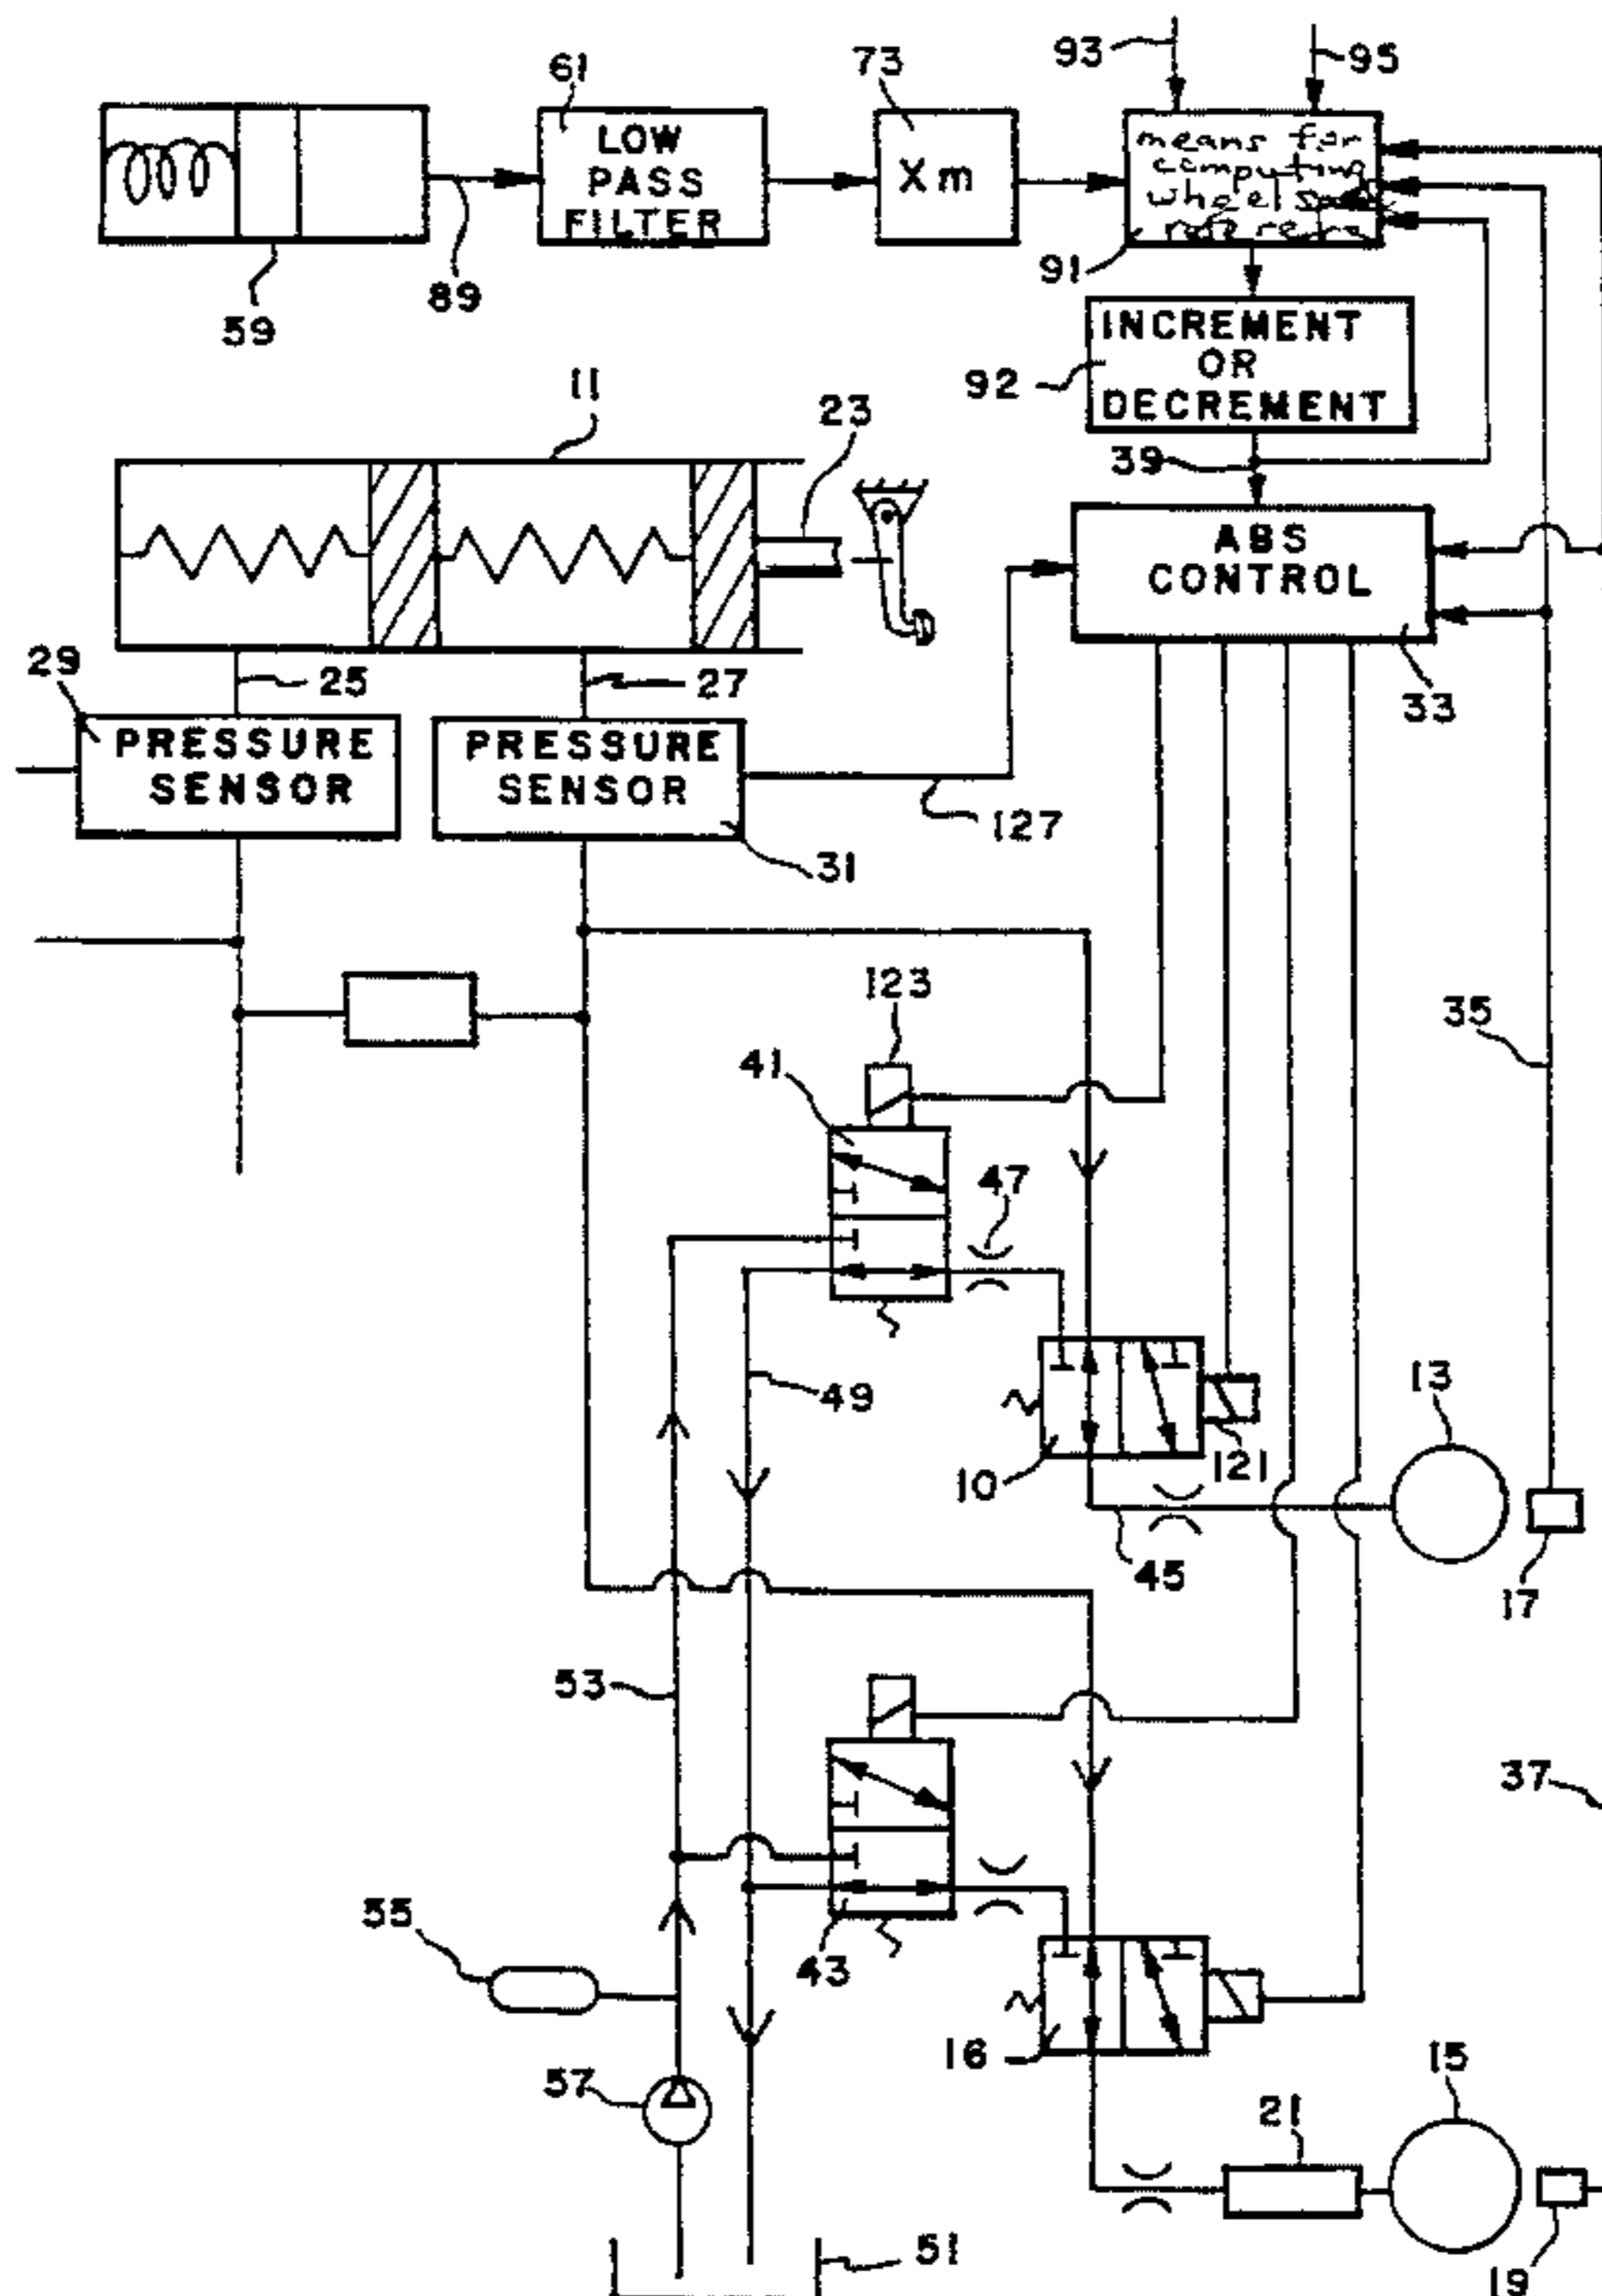 93
95
73
61
LOW
PASS
FILTER
Xm
means for
computing
wheel
91
89
59
INCREMENT
OR
DECREMENT
92
11
23
39
ABS
CONTROL
29
25
27
33
PRESSURE
SENSOR
PRESSURE
SENSOR
127
31
123
35
41
47
49
13
10
121
45
17
53
37
55
43
16
57
15
21
51
19